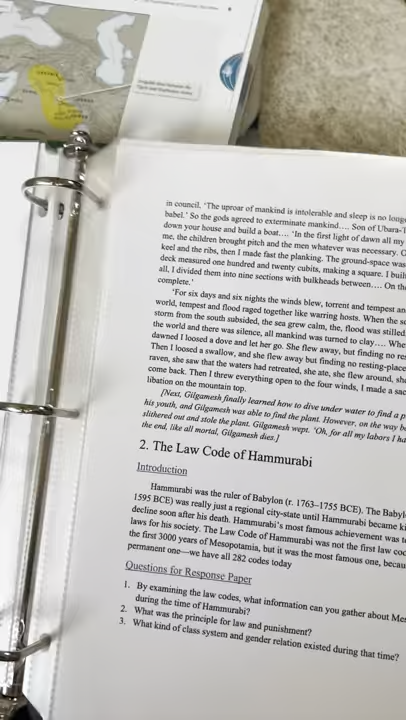 in council. 'The uproar of mankind is intolerable and sleep is no longe
babel.' So the gods agreed to exterminate mankind.... Son of Ubara-T
down your house and build a boat.... 'In the first light of dawn all my
me, the children brought pitch and the men whatever was necessary. O
keel and the ribs, then I made fast the planking. The ground-space was
deck measured one hundred and twenty cubits, making a square. I buil
all, I divided them into nine sections with bulkheads between.... On the
complete.'
'For six days and six nights the winds blew, torrent and tempest an
world, tempest and flood raged together like warring hosts. When the se
storm from the south subsided, the sea grew calm, the, flood was stilled.
the world and there was silence, all mankind was turned to clay.... Whe
dawned I loosed a dove and let her go. She flew away, but finding no res
Then I loosed a swallow, and she flew away but finding no resting-place
raven, she saw that the waters had retreated, she ate, she flew around, she
come back. Then I threw everything open to the four winds, I made a sac
libation on the mountain top.
[Next, Gilgamesh finally learned how to dive under water to find a p
his youth, and Gilgamesh was able to find the plant. However, on the way b
slithered out and stole the plant. Gilgamesh wept. 'Oh, for all my labors I ha
the end, like all mortal, Gilgamesh dies.]
2. The Law Code of Hammurabi
Introduction
Hammurabi was the ruler of Babylon (r. 1763–1755 BCE). The Babyl
1595 BCE) was really just a regional city-state until Hammurabi became ki
decline soon after his death. Hammurabi's most famous achievement was t
laws for his society. The Law Code of Hammurabi was not the first law coc
the first 3000 years of Mesopotamia, but it was the most famous one, becau
permanent one—we have all 282 codes today
Questions for Response Paper
1. By examining the law codes, what information can you gather about Mes
during the time of Hammurabi?
2. What was the principle for law and punishment?
3. What kind of class system and gender relation existed during that time?